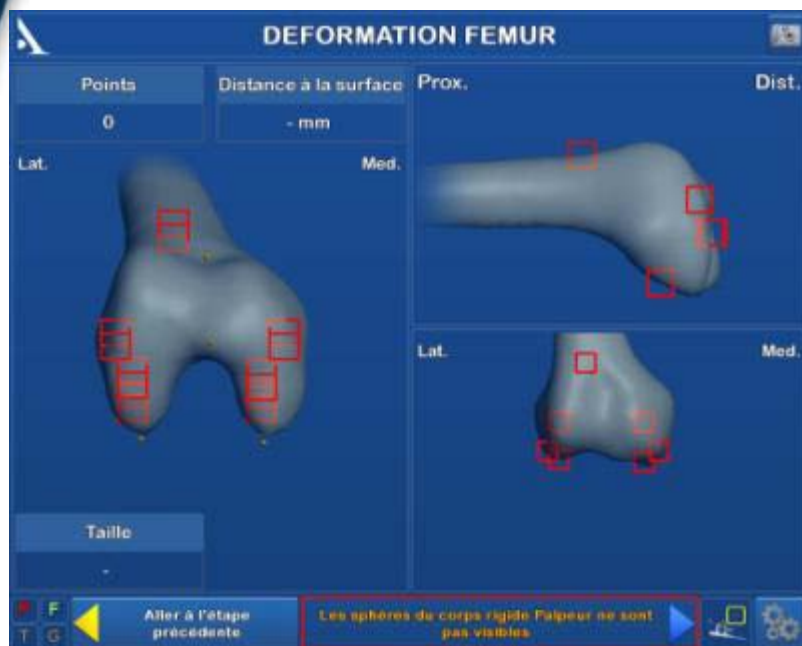 DEFORMATION FEMUR
Points
Distance à la surface
0
- mm
Prox.
Dist.
Lat.
Med.
Lat.
Med.
Taille
-
P F
T G
Aller à l'étape
précédente
Les sphères du corps rigide Palpeur ne sont
pas visibles